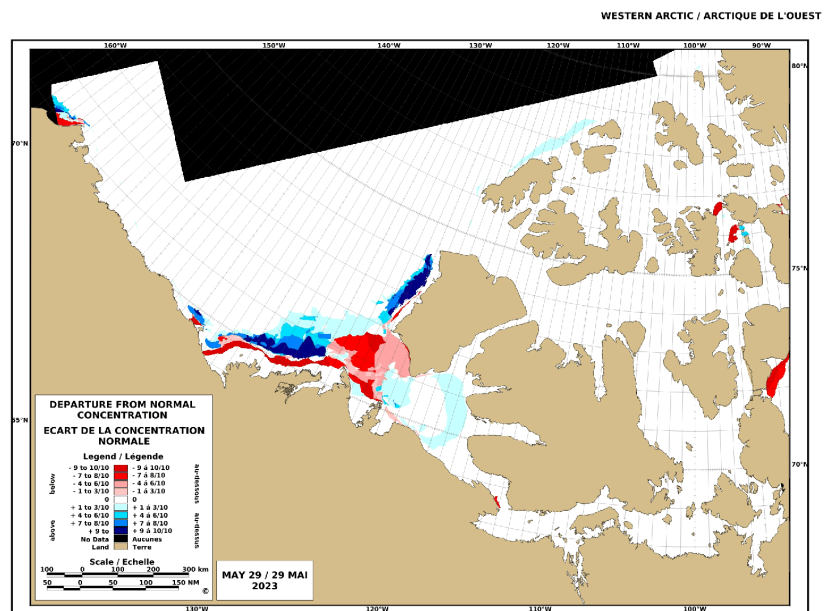 WESTERN ARCTIC / ARCTIQUE DE L'OUEST
160°W 150°W 140°W 130°W 120°W 110°W 100°W 90°W
80°N
70°N
75°N
65°N
70°N
DEPARTURE FROM NORMAL
CONCENTRATION
ECART DE LA CONCENTRATION
NORMALE
Legend / Légende
below
above
- 9 to 10/10 - 9 à 10/10
- 7 to 8/10 - 7 à 8/10
- 4 to 6/10 - 4 à 6/10
- 1 to 3/10 - 1 à 3/10
0 0
+ 1 to 3/10 + 1 à 3/10
+ 4 to 6/10 + 4 à 6/10
+ 7 to 8/10 + 7 à 8/10
+ 9 to + 9 à 10/10
No Data Aucunes
Land Terre
au-dessous
au-dessus
Scale / Echelle
100 0 100 200 300 km
50 0 50 100 150 NM
©
MAY 29 / 29 MAI
2023
130°W 120°W 110°W 100°W